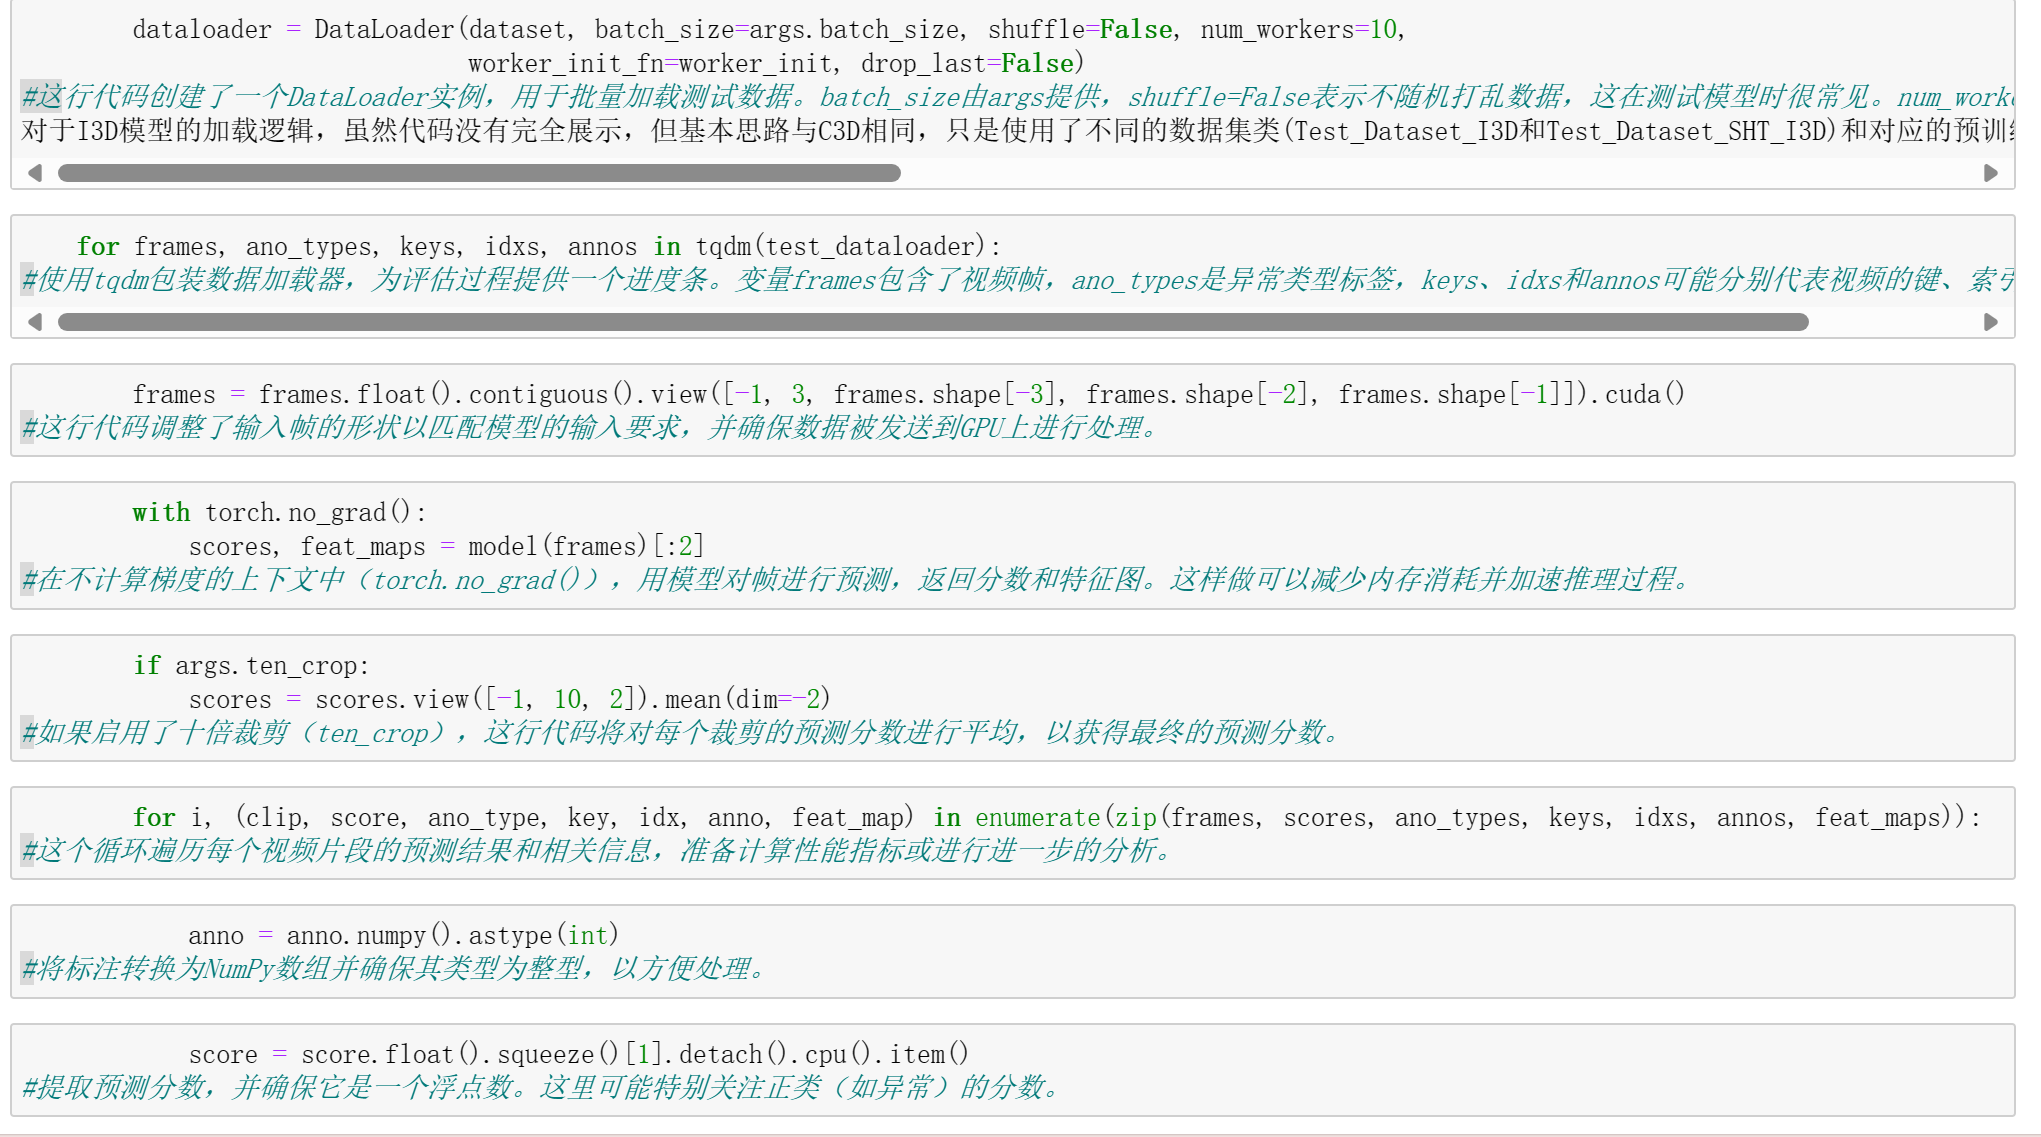 dataloader = DataLoader(dataset, batch_size=args.batch_size, shuffle=False, num_workers=10,
worker_init_fn=worker_init, drop_last=False)
#这行代码创建了一个DataLoader实例，用于批量加载测试数据。batch_size由args提供，shuffle=False表示不随机打乱数据，这在测试模型时很常见。num_work
对于I3D模型的加载逻辑，虽然代码没有完全展示，但基本思路与C3D相同，只是使用了不同的数据集类(Test_Dataset_I3D和Test_Dataset_SHT_I3D)和对应的预训
for frames, ano_types, keys, idxs, annos in tqdm(test_dataloader):
#使用tqdm包装数据加载器，为评估过程提供一个进度条。变量frames包含了视频帧，ano_types是异常类型标签，keys、idxs和annos可能分别代表视频的键、索引
frames = frames.float().contiguous().view([-1, 3, frames.shape[-3], frames.shape[-2], frames.shape[-1]]).cuda()
#这行代码调整了输入帧的形状以匹配模型的输入要求，并确保数据被发送到GPU上进行处理。
with torch.no_grad():
scores, feat_maps = model(frames)[:2]
#在不计算梯度的上下文中（torch.no_grad()），用模型对帧进行预测，返回分数和特征图。这样做可以减少内存消耗并加速推理过程。
if args.ten_crop:
scores = scores.view([-1, 10, 2]).mean(dim=-2)
#如果启用了十倍裁剪（ten_crop），这行代码将对每个裁剪的预测分数进行平均，以获得最终的预测分数。
for i, (clip, score, ano_type, key, idx, anno, feat_map) in enumerate(zip(frames, scores, ano_types, keys, idxs, annos, feat_maps)):
#这个循环遍历每个视频片段的预测结果和相关信息，准备计算性能指标或进行进一步的分析。
anno = anno.numpy().astype(int)
#将标注转换为NumPy数组并确保其类型为整型，以方便处理。
score = score.float().squeeze()[1].detach().cpu().item()
#提取预测分数，并确保它是一个浮点数。这里可能特别关注正类（如异常）的分数。